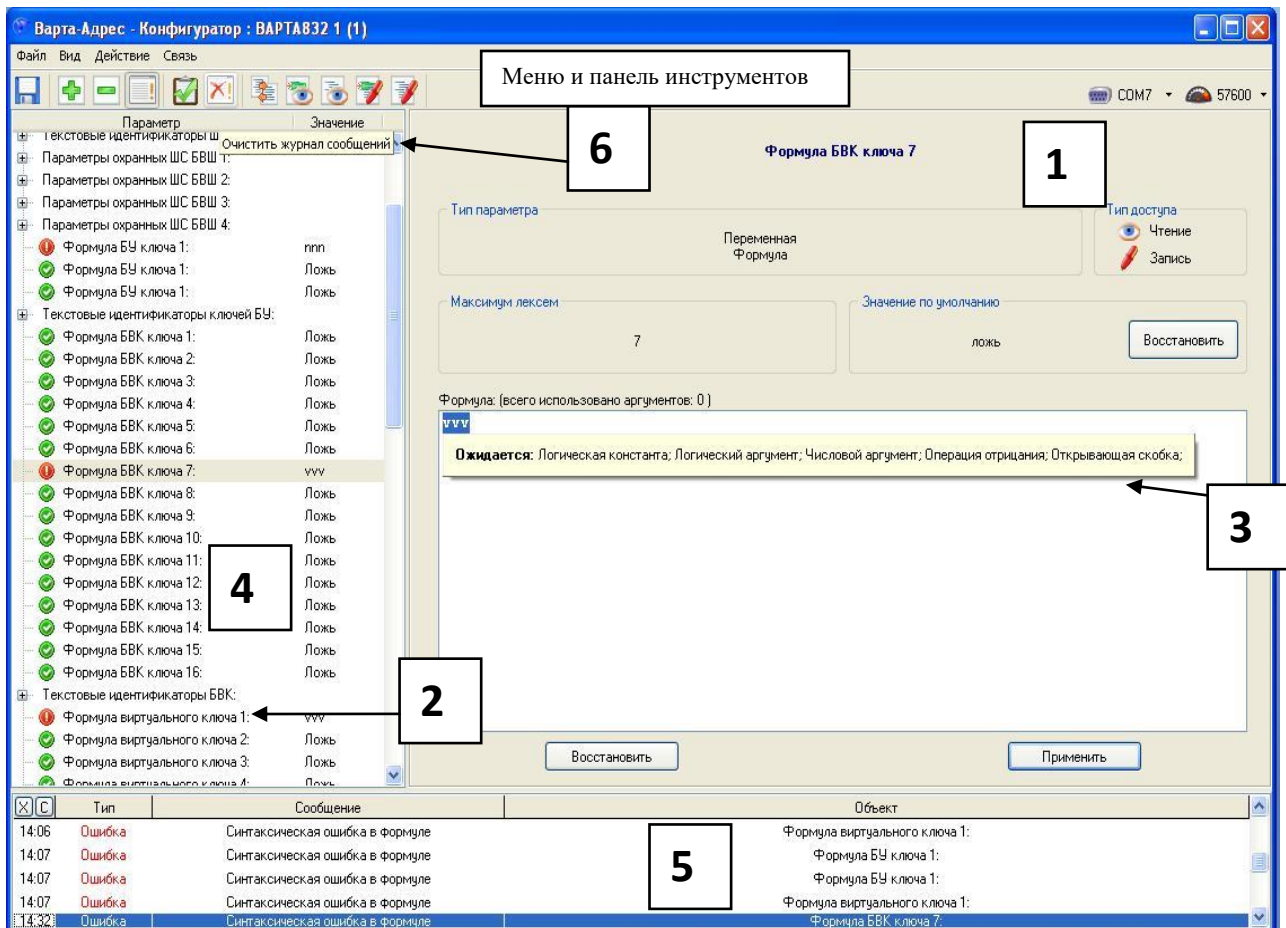 Варта-Адрес - Конфигуратор : ВАРТА832 1 (1)
Файл Вид Действие Связь
Меню и панель инструментов
COM7 57600
Параметр Значение
Текстовые идентификаторы Ш
Очистить журнал сообщений
6
1
Параметры охранных ШС БВШ 1:
Параметры охранных ШС БВШ 2:
Параметры охранных ШС БВШ 3:
Параметры охранных ШС БВШ 4:
Формула БУ ключа 1: nnn
Формула БУ ключа 1: Ложь
Формула БУ ключа 1: Ложь
Текстовые идентификаторы ключей БУ:
Формула БВК ключа 1: Ложь
Формула БВК ключа 2: Ложь
Формула БВК ключа 3: Ложь
Формула БВК ключа 4: Ложь
Формула БВК ключа 5: Ложь
Формула БВК ключа 6: Ложь
Формула БВК ключа 7: vvv
Формула БВК ключа 8: Ложь
Формула БВК ключа 9: Ложь
Формула БВК ключа 10: Ложь
Формула БВК ключа 11: Ложь
Формула БВК ключа 12: Ложь
Формула БВК ключа 13: Ложь
Формула БВК ключа 14: Ложь
Формула БВК ключа 15: Ложь
Формула БВК ключа 16: Ложь
4
Текстовые идентификаторы БВК:
Формула виртуального ключа 1: vvv
Формула виртуального ключа 2: Ложь
Формула виртуального ключа 3: Ложь
Формула виртуального ключа 4: Ложь
2
Формула БВК ключа 7
Тип параметра
Переменная
Формула
Тип доступа
Чтение
Запись
Максимум лексем
7
Значение по умолчанию
ложь
Восстановить
Формула: (всего использовано аргументов: 0 )
vvv
Ожидается: Логическая константа; Логический аргумент; Числовой аргумент; Операция отрицания; Открывающая скобка;
3
Восстановить Применить
X C Тип Сообщение Объект
14:06 Ошибка Синтаксическая ошибка в формуле Формула виртуального ключа 1:
14:07 Ошибка Синтаксическая ошибка в формуле Формула БУ ключа 1:
14:07 Ошибка Синтаксическая ошибка в формуле Формула БУ ключа 1:
14:07 Ошибка Синтаксическая ошибка в формуле Формула виртуального ключа 1:
14:32 Ошибка Синтаксическая ошибка в формуле Формула БВК ключа 7:
5